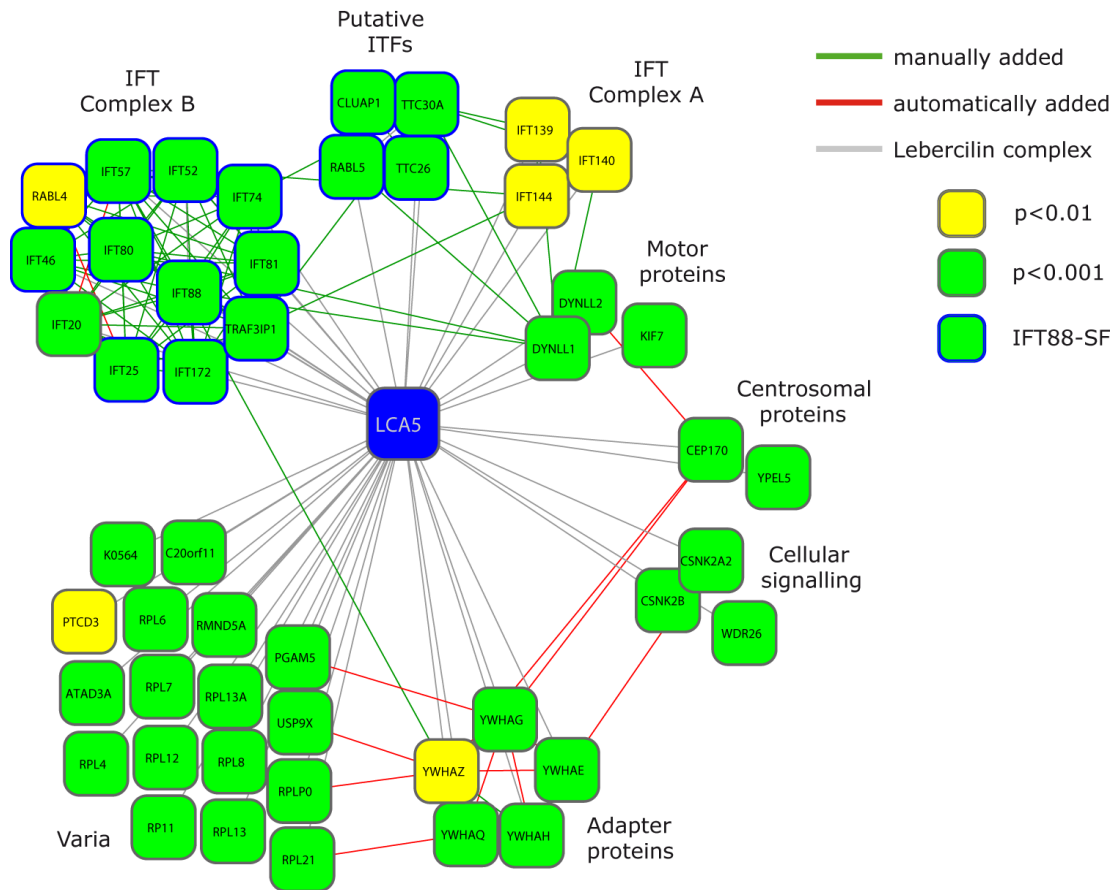 Putative
ITFs
IFT
Complex B
IFT
Complex A
manually added
automatically added
Lebercilin complex
p<0.01
p<0.001
IFT88-SF
CLUAP1
TTC30A
RABL5
TTC26
IFT139
IFT140
IFT144
IFT57
IFT52
RABL4
IFT74
IFT46
IFT80
IFT81
IFT88
IFT20
TRAF3IP1
IFT25
IFT172
Motor
proteins
DYNLL2
DYNLL1
KIF7
LCA5
Centrosomal
proteins
CEP170
YPEL5
Cellular
signalling
CSNK2A2
CSNK2B
WDR26
K0564
C20orf11
PTCD3
RPL6
RMND5A
PGAM5
ATAD3A
RPL7
RPL13A
USP9X
RPL4
RPL12
RPL8
RPLP0
RP11
RPL13
RPL21
Varia
YWHAG
YWHAZ
YWHAE
YWHAQ
YWHAH
Adapter
proteins